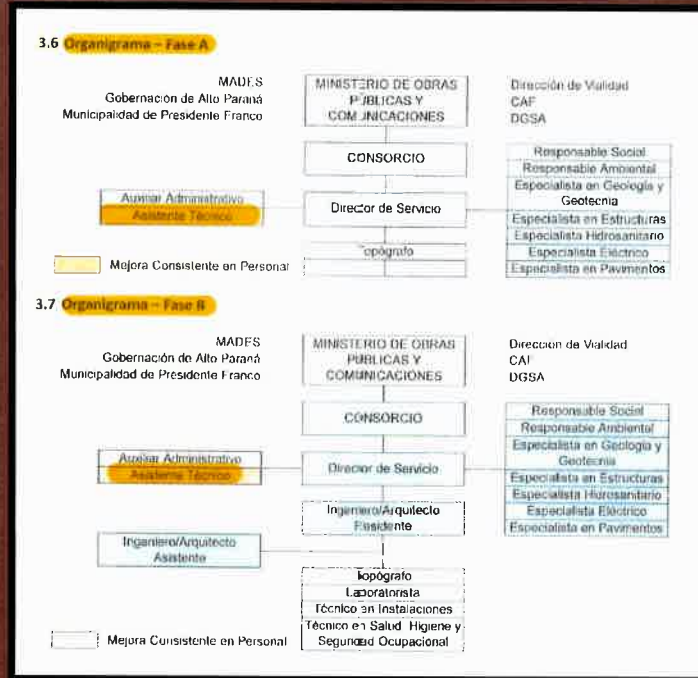 3.6 Organigrama – Fase A
MADES
Gobernación de Alto Paraná
Municipalidad de Presidente Franco
MINISTERIO DE OBRAS
PÚBLICAS Y
COMUNICACIONES
Dirección de Vialidad
CAF
DGSA
CONSORCIO
Auxiliar Administrativo
Asistente Técnico
Director de Servicio
Responsable Social
Responsable Ambiental
Especialista en Geología y
Geotecnia
Especialista en Estructuras
Especialista Hidrosanitario
Especialista Eléctrico
Especialista en Pavimentos
Topógrafo
Mejora Consistente en Personal
3.7 Organigrama – Fase B
MADES
Gobernación de Alto Paraná
Municipalidad de Presidente Franco
MINISTERIO DE OBRAS
PÚBLICAS Y
COMUNICACIONES
Dirección de Vialidad
CAF
DGSA
CONSORCIO
Auxiliar Administrativo
Asistente Técnico
Director de Servicio
Responsable Social
Responsable Ambiental
Especialista en Geología y
Geotecnia
Especialista en Estructuras
Especialista Hidrosanitario
Especialista Eléctrico
Especialista en Pavimentos
Ingeniero/Arquitecto
Residente
Ingeniero/Arquitecto
Asistente
Topógrafo
Laboratorista
Técnico en Instalaciones
Técnico en Salud Higiene y
Seguridad Ocupacional
Mejora Consistente en Personal